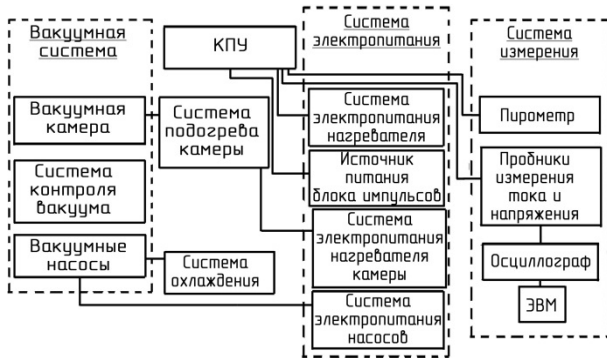 Вакуумная
система
КПУ
Система
электропитания
Система
измерения
Вакуумная
камера
Система
подогрева
камеры
Система
электропитания
нагревателя
Пирометр
Система
контроля
вакуума
Источник
питания
блока импульсов
Пробники
измерения
тока и
напряжения
Вакуумные
насосы
Система
охлаждения
Система
электропитания
нагревателя
камеры
Осциллограф
Система
электропитания
насосов
ЭВМ